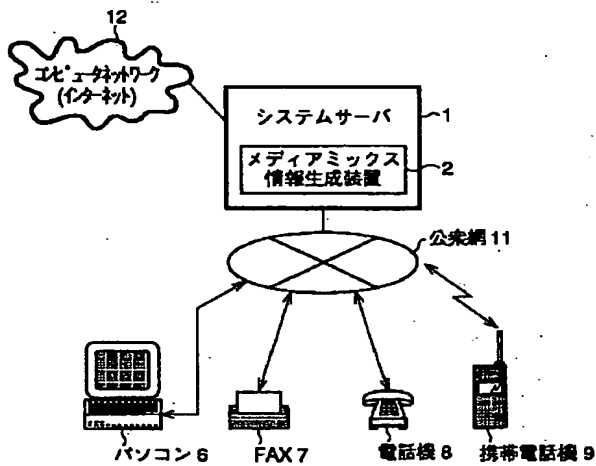 12
コンピュータネットワーク
(インターネット)
システムサーバ
1
メディアミックス
情報生成装置
2
公衆網11
パソコン6
FAX7
電話機8
携帯電話機9